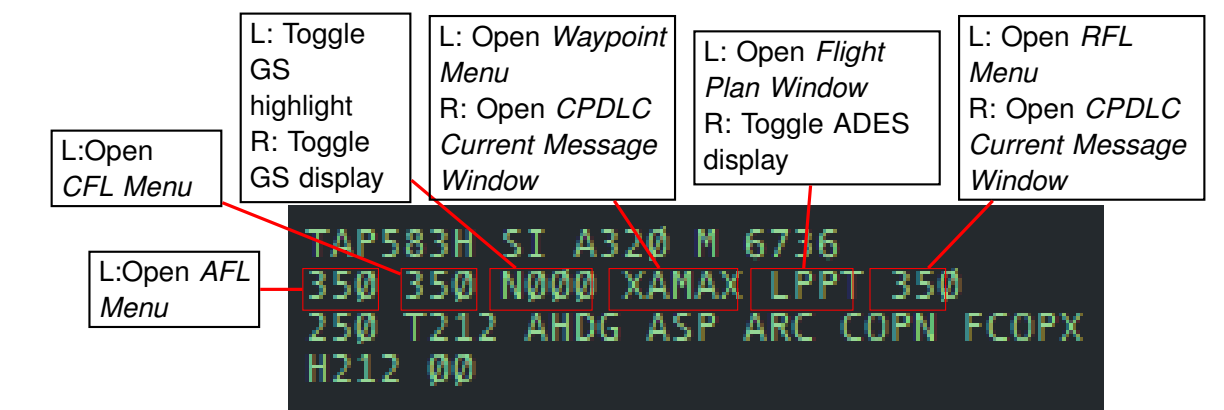 L: Toggle
GS
highlight
R: Toggle
GS display
L: Open Waypoint
Menu
R: Open CPDLC
Current Message
Window
L: Open Flight
Plan Window
R: Toggle ADES
display
L: Open RFL
Menu
R: Open CPDLC
Current Message
Window
L:Open
CFL Menu
L:Open AFL
Menu
TAP583H SI A320 M 6736
350 350 N000 XAMAX LPPT 350
250 T212 AHDG ASP ARC COPN FCOPX
H212 00